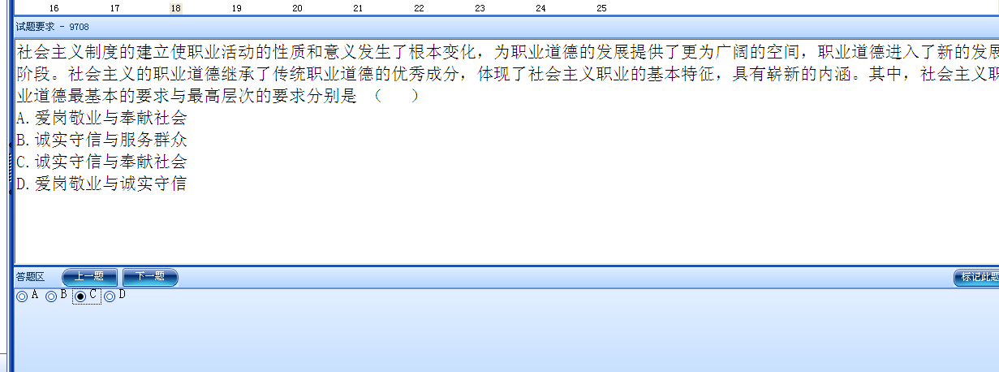 16 17 18 19 20 21 22 23 24 25
试题要求 - 9708
社会主义制度的建立使职业活动的性质和意义发生了根本变化，为职业道德的发展提供了更为广阔的空间，职业道德进入了新的发展
阶段。社会主义的职业道德继承了传统职业道德的优秀成分，体现了社会主义职业的基本特征，具有崭新的内涵。其中，社会主义职
业道德最基本的要求与最高层次的要求分别是 （ ）
A.爱岗敬业与奉献社会
B.诚实守信与服务群众
C.诚实守信与奉献社会
D.爱岗敬业与诚实守信
答题区 上一题 下一题 标记此题
A B C D